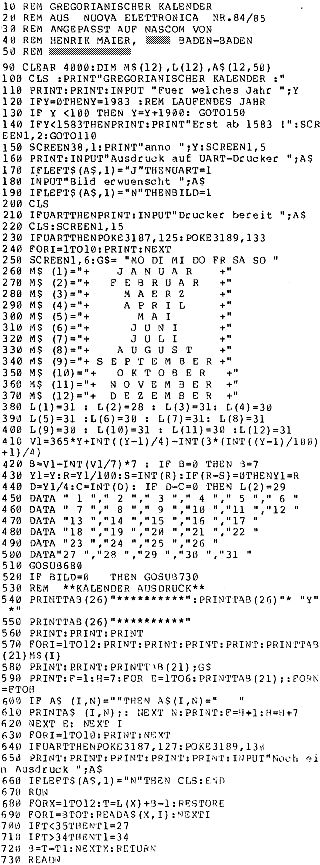 10 REM GREGORIANISCHER KALENDER
20 REM AUS  NUOVA ELETTRONICA  NR.84/85
30 REM ANGEPASST AUF NASCOM VON
40 REM HENRIK MAIER, BADEN-BADEN
50 REM
90 CLEAR 4000:DIM M$(12),L(12),A$(12,50)
100 CLS :PRINT"GREGORIANISCHER KALENDER :"
110 PRINT:PRINT:INPUT "Fuer welches Jahr ";Y
120 IFY=0THENY=1983 :REM LAUFENDES JAHR
130 IF Y <100 THEN Y=Y+1900: GOTO150
140 IFY<1583THENPRINT:PRINT"Erst ab 1583 !":SC
REEN1,2:GOTO110
150 SCREEN38,1:PRINT"anno ";Y:SCREEN1,5
160 PRINT:INPUT"Ausdruck auf UART-Drucker ";A$
170 IFLEFT$(A$,1)="J"THENUART=1
180 INPUT"Bild erwuenscht ";A$
190 IFLEFT$(A$,1)="N"THENBILD=1
200 CLS
210 IFUARTTHENPRINT:INPUT"Drucker bereit ";A$
220 CLS:SCREEN1,15
230 IFUARTTHENPOKE3187,125:POKE3189,133
240 FORI=1TO10:PRINT:NEXT
250 SCREEN1,6:G$= "MO DI MI DO FR SA SO "
260 M$ (1)="+    J A N U A R    +"
270 M$ (2)="+   F E B R U A R   +"
280 M$ (3)="+     M A E R Z     +"
290 M$ (4)="+     A P R I L     +"
300 M$ (5)="+       M A I       +"
310 M$ (6)="+      J U N I      +"
320 M$ (7)="+      J U L I      +"
330 M$ (8)="+    A U G U S T    +"
340 M$ (9)="+ S E P T E M B E R +"
350 M$ (10)="+   O K T O B E R   +"
360 M$ (11)="+  N O V E M B E R  +"
370 M$ (12)="+  D E Z E M B E R  +"
380 L(1)=31 : L(2)=28 : L(3)=31: L(4)=30
390 L(5)=31 : L(6)=30 : L(7)=31: L(8)=31
400 L(9)=30 : L(10)=31 : L(11)=30 :L(12)=31
410 V1=365*Y+INT((Y-1)/4)-INT(3*(INT((Y-1)/100)
+1)/4)
420 B=V1-INT(V1/7)*7 : IF B=0 THEN B=7
430 Y1=Y:R=Y1/100:S=INT(R):IF(R-S)=0THENY1=R
440 D=Y1/4:C=INT(D): IF D-C=0 THEN L(2)=29
450 DATA " 1 "," 2 "," 3 "," 4 "," 5 "," 6 "
460 DATA " 7 "," 8 "," 9 ","10 ","11 ","12 "
470 DATA "13 ","14 ","15 ","16 ","17 "
480 DATA "18 ","19 ","20 ","21 ","22 "
490 DATA "23 ","24 ","25 ","26 "
500 DATA"27 ","28 ","29 ","30 ","31 "
510 GOSUB680
520 IF BILD=0   THEN GOSUB730
530 REM  **KALENDER AUSDRUCK**
540 PRINTTAB(26)"**********":PRINTTAB(26)"* "Y"
*"
550 PRINTTAB(26)"**********"
560 PRINT:PRINT:PRINT
570 FORI=1TO12:PRINT:PRINT:PRINT:PRINT:PRINTTAB
(21)M$(I)
580 PRINT:PRINT:PRINTTAB(21);G$
590 PRINT:F=1:H=7:FOR E=1TO6:PRINTTAB(21);:FORN
=FTOH
600 IF A$ (I,N)=""THEN A$(I,N)="   "
610 PRINTA$ (I,N);: NEXT N:PRINT:F=H+1:H=H+7
620 NEXT E: NEXT I
630 FORI=1TO10:PRINT:NEXT
640 IFUARTTHENPOKE3187,127:POKE3189,138
650 PRINT:PRINT:PRINT:PRINT:PRINT:INPUT"Noch ei
n Ausdruck ";A$
660 IFLEFT$(A$,1)="N"THEN CLS:END
670 RUN
680 FORX=1TO12:T=L(X)+B-1:RESTORE
690 FORI=BTOT:READA$(X,I):NEXTI
700 IFT<35THENT1=27
710 IFT>34THENT1=34
720 B=T-T1:NEXTX:RETURN
730 READW